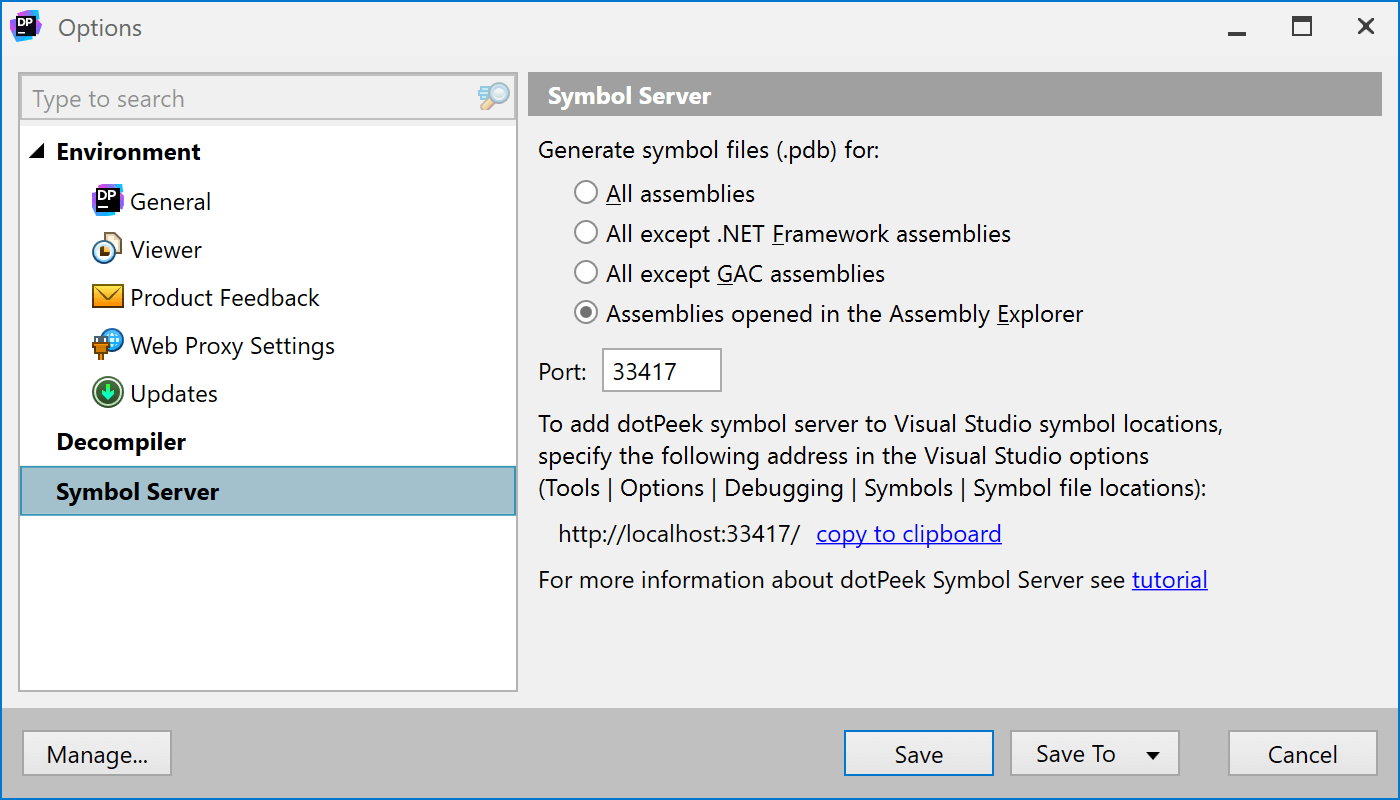 DP
Options
Type to search
Environment
DP
General
Viewer
Product Feedback
Web Proxy Settings
Updates
Decompiler
Symbol Server
Symbol Server
Generate symbol files (.pdb) for:
All assemblies
All except .NET Framework assemblies
All except GAC assemblies
Assemblies opened in the Assembly Explorer
Port: 33417
To add dotPeek symbol server to Visual Studio symbol locations,
specify the following address in the Visual Studio options
(Tools | Options | Debugging | Symbols | Symbol file locations):
http://localhost:33417/ copy to clipboard
For more information about dotPeek Symbol Server see tutorial
Manage... Save Save To Cancel